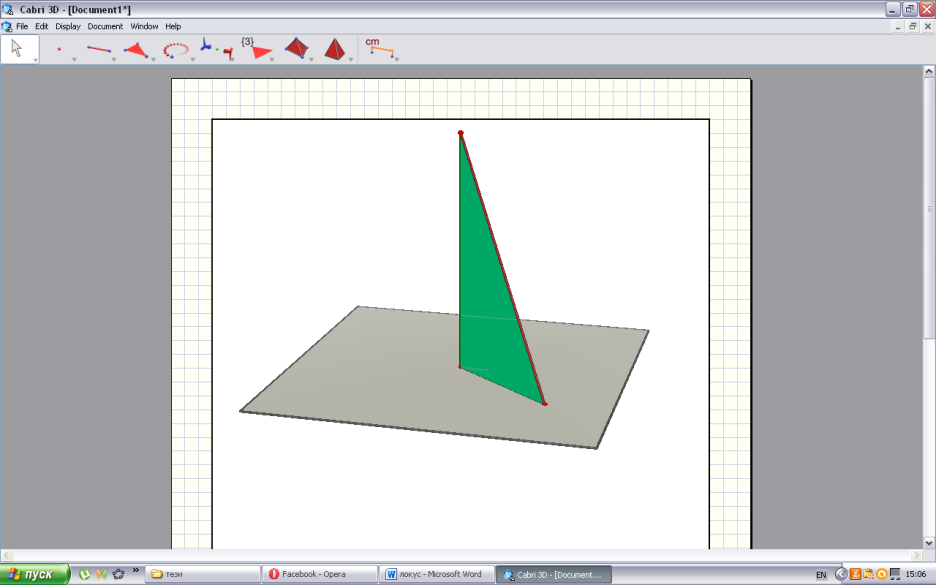 Cabri 3D - [Document1*]
File Edit Display Document Window Help
{3}
cm
пуск
тези
Facebook - Opera
локус - Microsoft Word
Cabri 3D - [Document...
EN
15:06